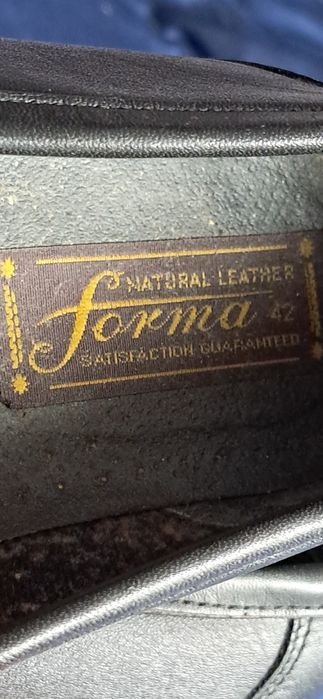 NATURAL LEATHER
forma 42
SATISFACTION GUARANTEED